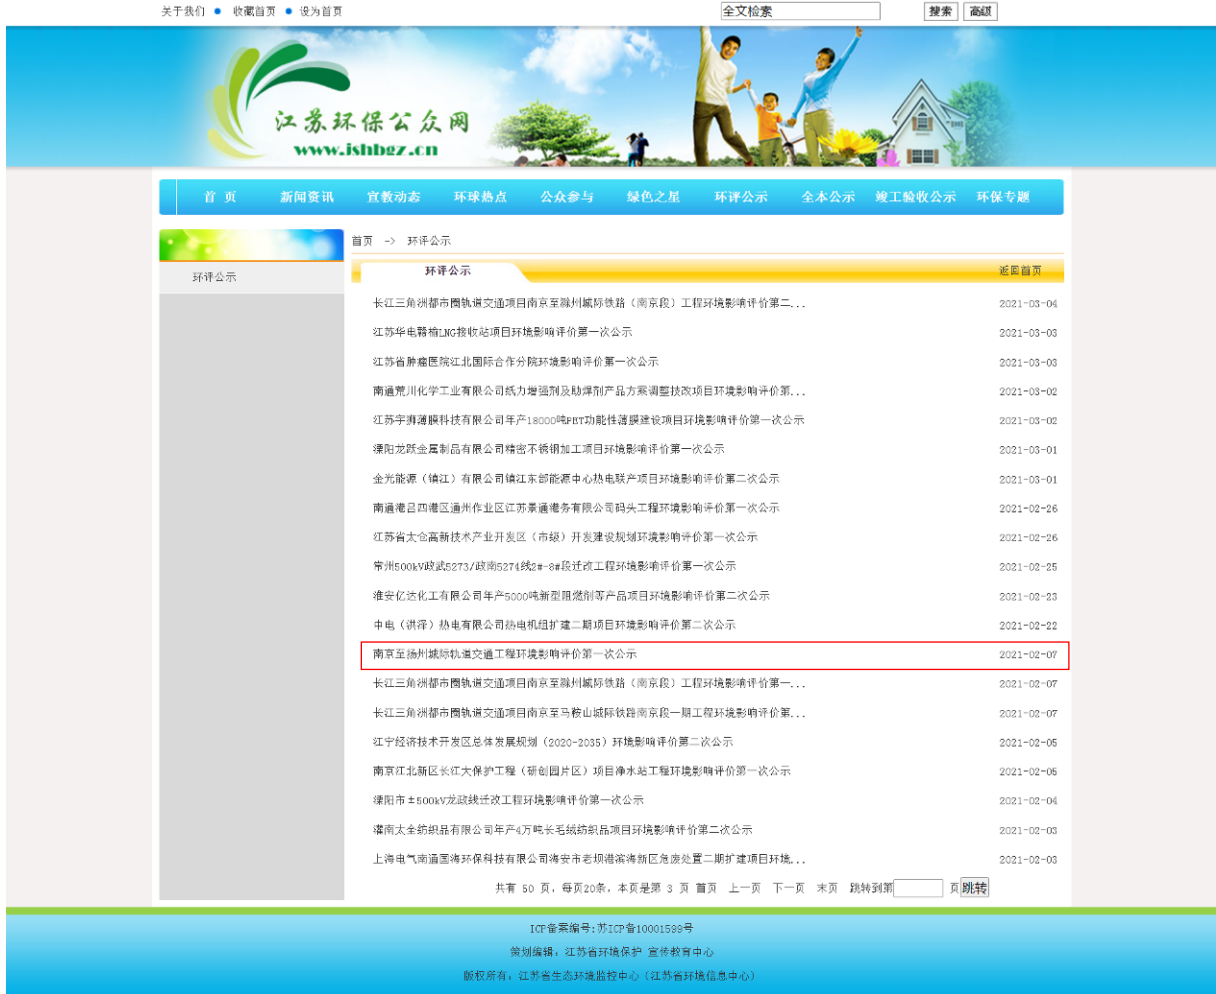 关于我们 ● 收藏首页 ● 设为首页
全文检索 搜索 高级
江苏环保公众网
www.jshbgz.cn
首 页 新闻资讯 宣教动态 环球热点 公众参与 绿色之星 环评公示 全本公示 竣工验收公示 环保专题
首页 -> 环评公示
环评公示
环评公示 返回首页
长江三角洲都市圈轨道交通项目南京至滁州城际铁路（南京段）工程环境影响评价第二... 2021-03-04
江苏华电赣榆LNG接收站项目环境影响评价第一次公示 2021-03-03
江苏省肿瘤医院江北国际合作分院环境影响评价第一次公示 2021-03-03
南通荒川化学工业有限公司纸力增强剂及助焊剂产品方案调整技改项目环境影响评价第... 2021-03-02
江苏宇狮薄膜科技有限公司年产18000吨PET功能性薄膜建设项目环境影响评价第一次公示 2021-03-02
溧阳龙跃金属制品有限公司精密不锈钢加工项目环境影响评价第一次公示 2021-03-01
金光能源（镇江）有限公司镇江东部能源中心热电联产项目环境影响评价第二次公示 2021-03-01
南通港吕四港区通州作业区江苏景通港务有限公司码头工程环境影响评价第一次公示 2021-02-26
江苏省太仓高新技术产业开发区（市级）开发建设规划环境影响评价第一次公示 2021-02-26
常州500kV政武5273/政南5274线2#-8#段迁改工程环境影响评价第一次公示 2021-02-25
淮安亿达化工有限公司年产5000吨新型阻燃剂等产品项目环境影响评价第二次公示 2021-02-23
中电（洪泽）热电有限公司热电机组扩建二期项目环境影响评价第二次公示 2021-02-22
南京至扬州城际轨道交通工程环境影响评价第一次公示 2021-02-07
长江三角洲都市圈轨道交通项目南京至滁州城际铁路（南京段）工程环境影响评价第一... 2021-02-07
长江三角洲都市圈轨道交通项目南京至马鞍山城际铁路南京段一期工程环境影响评价第... 2021-02-07
江宁经济技术开发区总体发展规划（2020-2035）环境影响评价第二次公示 2021-02-05
南京江北新区长江大保护工程（研创园片区）项目净水站工程环境影响评价第一次公示 2021-02-05
溧阳市±500kV龙政线迁改工程环境影响评价第一次公示 2021-02-04
灌南太全纺织品有限公司年产4万吨长毛绒纺织品项目环境影响评价第二次公示 2021-02-03
上海电气南通国海环保科技有限公司海安市老坝港滨海新区危废处置二期扩建项目环境... 2021-02-03
共有 50 页，每页20条，本页是第 3 页 首页 上一页 下一页 末页 跳转到第 页 跳转
ICP备案编号:苏ICP备10001599号
策划编辑：江苏省环境保护 宣传教育中心
版权所有：江苏省生态环境监控中心（江苏省环境信息中心）